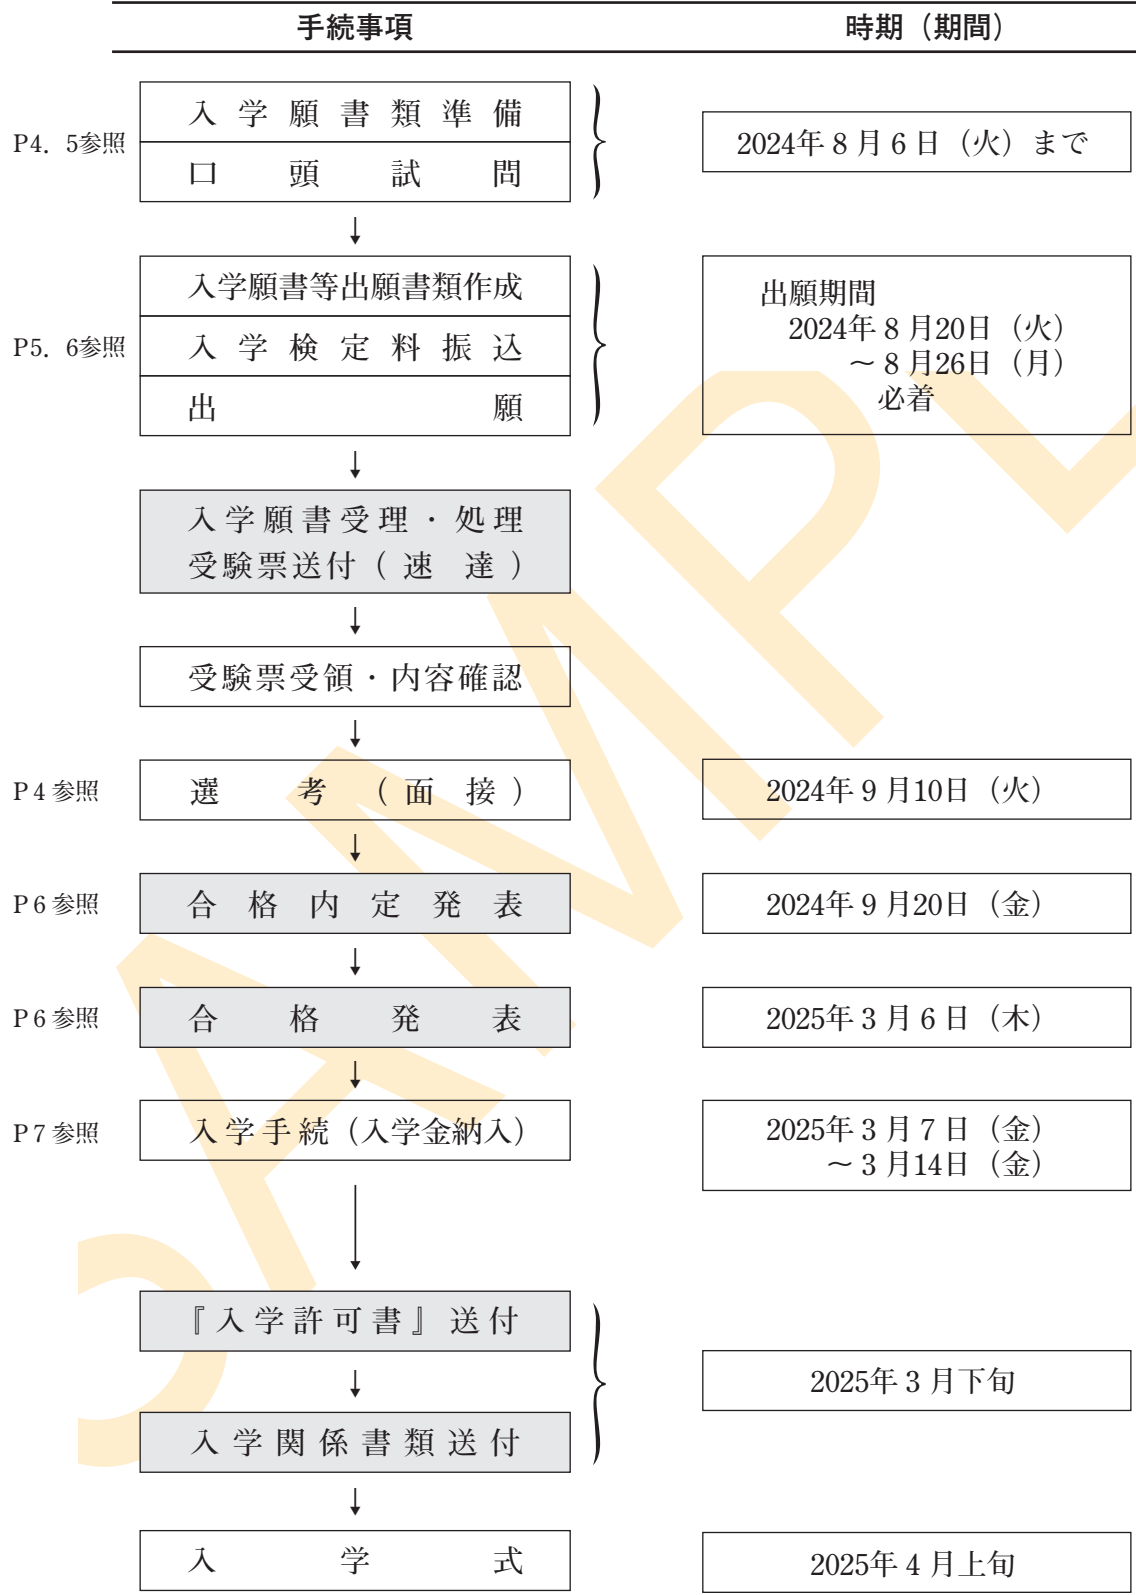 手続事項
時期（期間）
P4．5参照
入学願書類準備
口頭試問
2024年8月6日（火）まで
P5．6参照
入学願書等出願書類作成
入学検定料振込
出願
出願期間
2024年8月20日（火）
～8月26日（月）
必着
入学願書受理・処理
受験票送付（速達）
受験票受領・内容確認
P4参照
選考（面接）
2024年9月10日（火）
P6参照
合格内定発表
2024年9月20日（金）
P6参照
合格発表
2025年3月6日（木）
P7参照
入学手続（入学金納入）
2025年3月7日（金）
～3月14日（金）
『入学許可書』送付
入学関係書類送付
2025年3月下旬
入学式
2025年4月上旬
SAMPLE